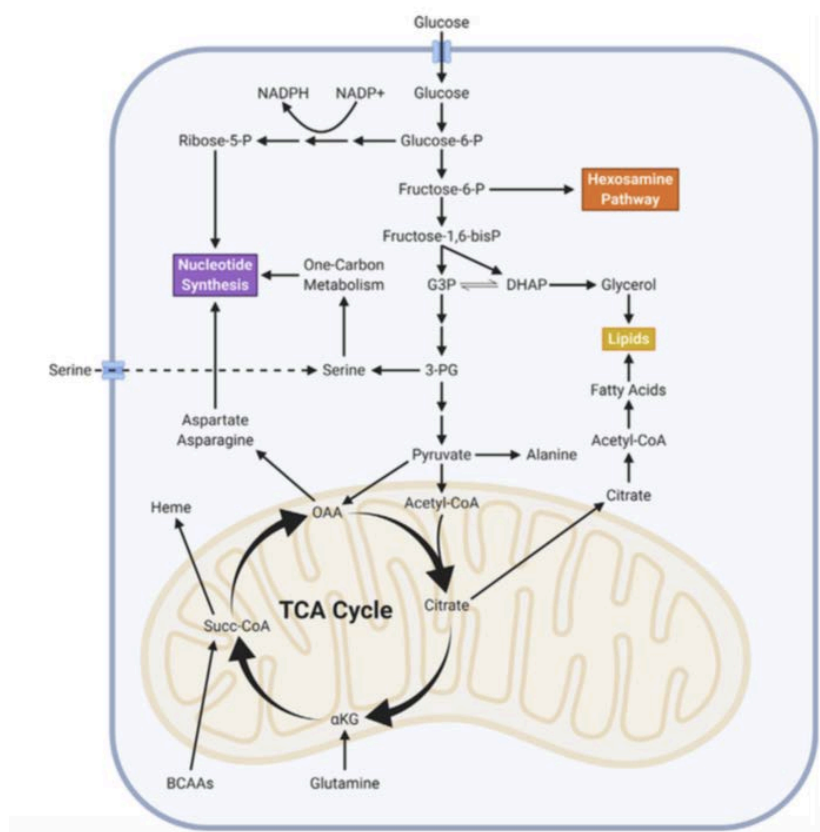 Glucose
NADPH NADP+ Glucose
Ribose-5-P Glucose-6-P
Fructose-6-P
Hexosamine
Pathway
Fructose-1,6-bisP
Nucleotide
Synthesis
One-Carbon
Metabolism
G3P DHAP Glycerol
Lipids
Serine Serine 3-PG
Fatty Acids
Aspartate
Asparagine
Acetyl-CoA
Pyruvate Alanine
Citrate
Heme OAA Acetyl-CoA
TCA Cycle Citrate
Succ-CoA
αKG
BCAAs Glutamine